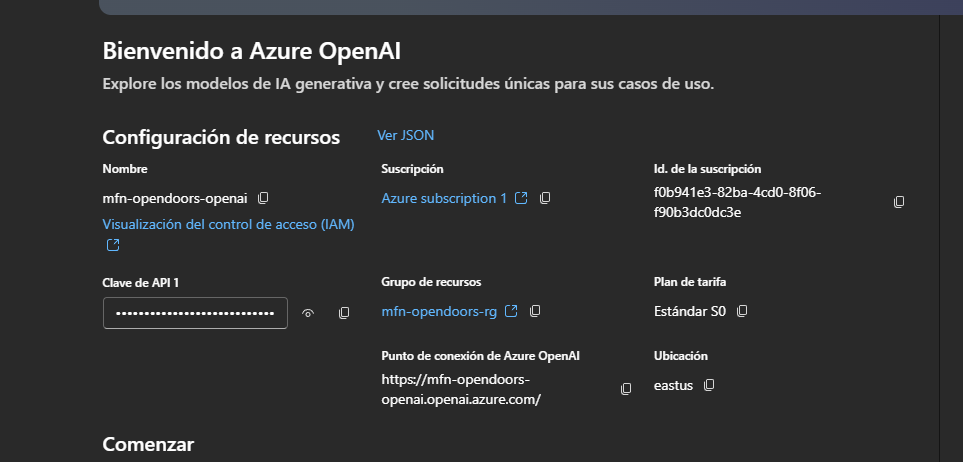 Bienvenido a Azure OpenAI
Explore los modelos de IA generativa y cree solicitudes únicas para sus casos de uso.
Configuración de recursos
Ver JSON
Nombre
mfn-opendoors-openai
Visualización del control de acceso (IAM)
Suscripción
Azure subscription 1
Id. de la suscripción
f0b941e3-82ba-4cd0-8f06-
f90b3dc0dc3e
Clave de API 1
••••••••••••••••••••••••••••
Grupo de recursos
mfn-opendoors-rg
Plan de tarifa
Estándar S0
Punto de conexión de Azure OpenAI
https://mfn-opendoors-
openai.openai.azure.com/
Ubicación
eastus
Comenzar